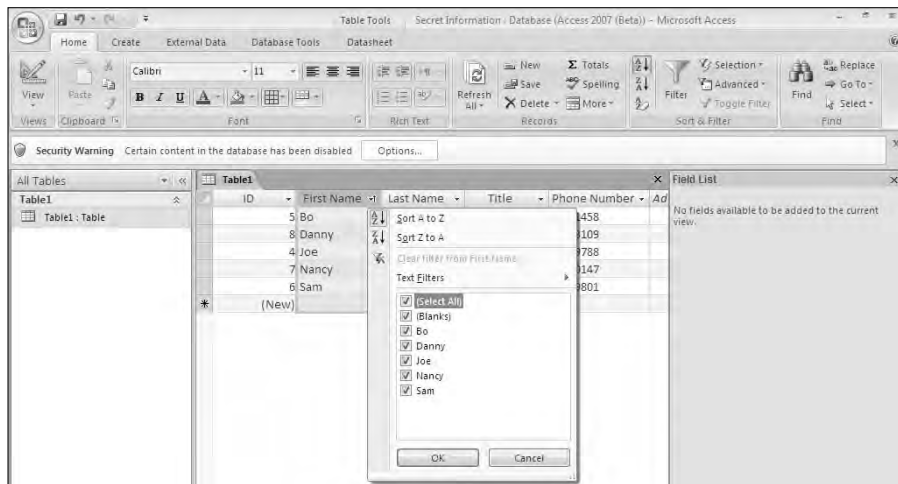 Table Tools Secret Information : Database (Access 2007 (Beta)) - Microsoft Access
Home Create External Data Database Tools Datasheet
View
Views
Paste
Clipboard
Calibri 11
B I U A
Font
Rich Text
Refresh All
New
Save
Delete
Totals
Spelling
More
Records
Filter
Selection
Advanced
Toggle Filter
Sort & Filter
Find
Replace
Go To
Select
Find
Security Warning Certain content in the database has been disabled Options...
All Tables
Table1
Table1 : Table
Table1
ID First Name Last Name Title Phone Number Ad
5 Bo 1458
8 Danny 109
4 Joe 9788
7 Nancy 0147
6 Sam 9801
* (New)
Sort A to Z
Sort Z to A
Clear filter from First Name
Text Filters
(Select All)
(Blanks)
Bo
Danny
Joe
Nancy
Sam
OK Cancel
Field List
No fields available to be added to the current
view.